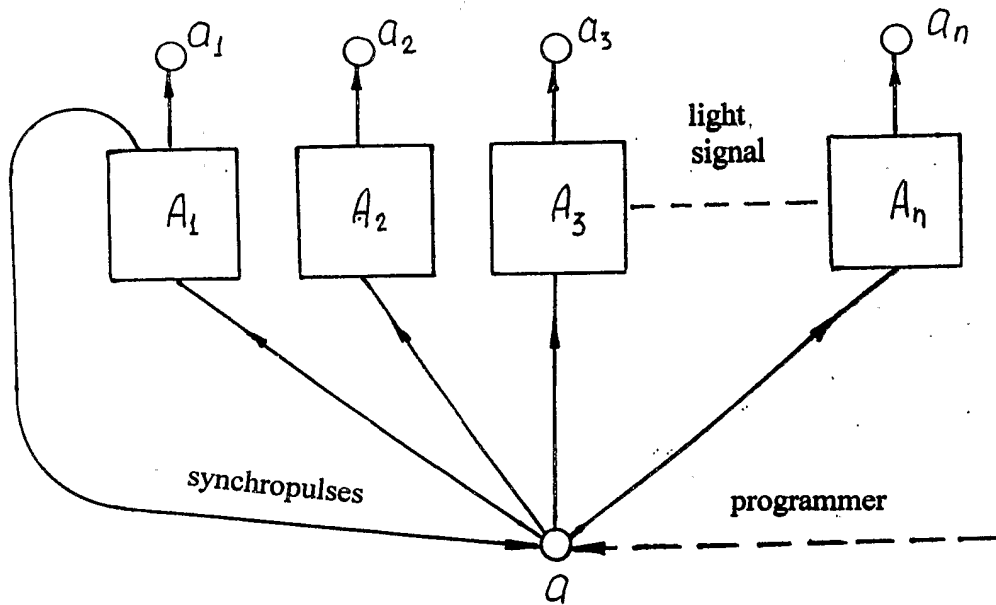 a₁ a₂ a₃ aₙ
light
signal
A₁ A₂ A₃ Aₙ
synchropulses
programmer
a